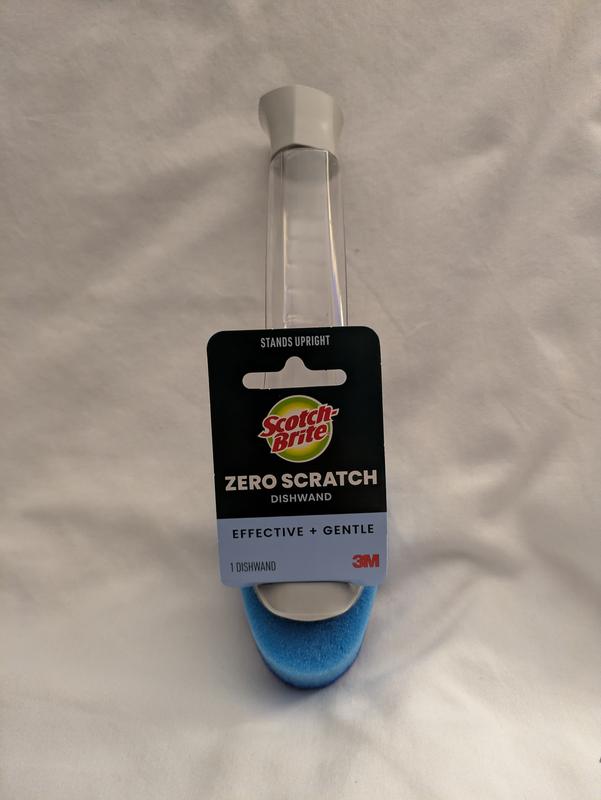 STANDS UPRIGHT
Scotch-
Brite
ZERO SCRATCH
DISHWAND
EFFECTIVE + GENTLE
1 DISHWAND
3M